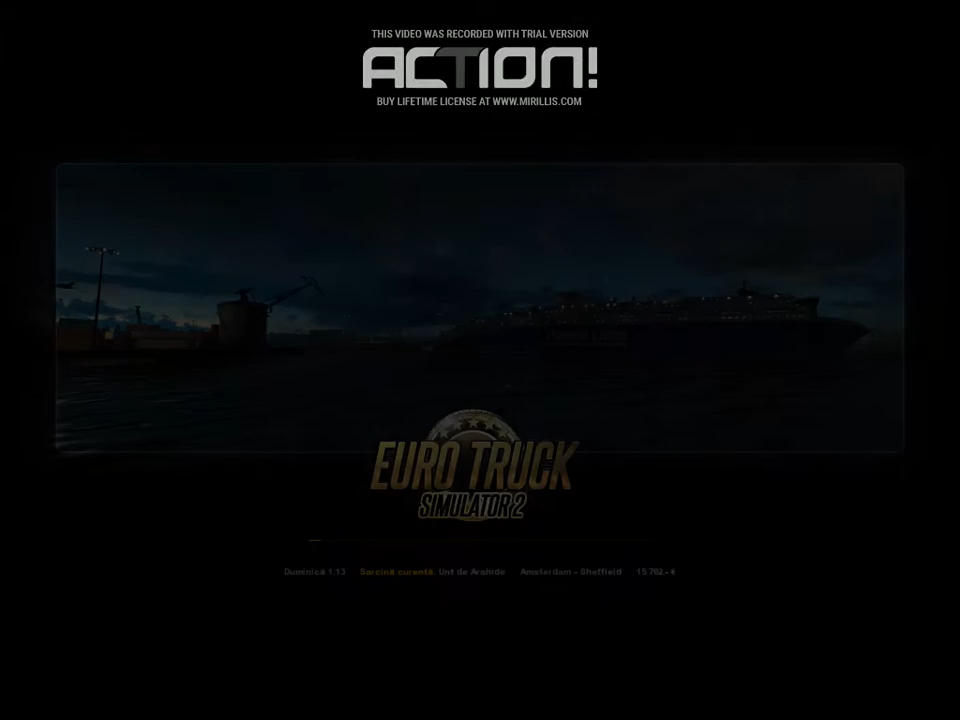 THIS VIDEO WAS RECORDED WITH TRIAL VERSION
ACTION!
BUY LIFETIME LICENSE AT WWW.MIRILLIS.COM
EURO TRUCK
SIMULATOR 2
Duminică 1:13 Sarcină curentă: Unt de Arahide Amsterdam - Sheffield 15.702,- €